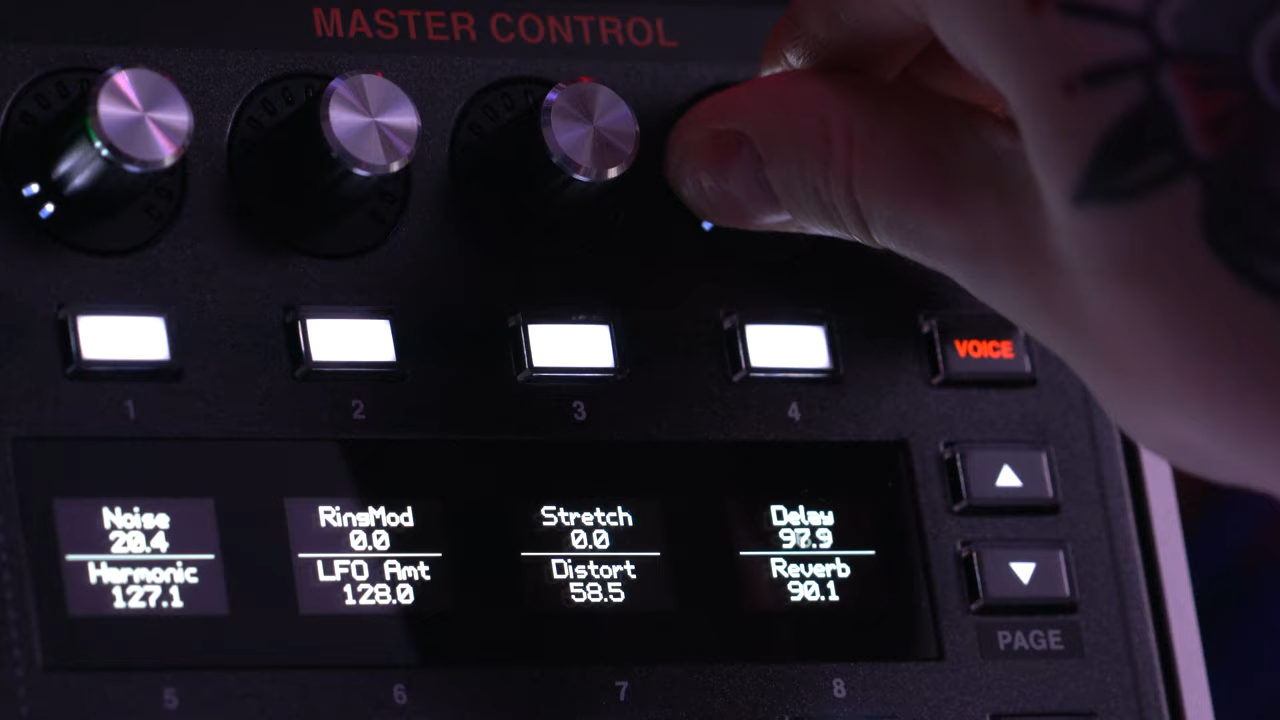 MASTER CONTROL
VOICE
1 2 3 4
Noise RingMod Stretch Delay
20.4 0.0 0.0 97.9
Harmonic LFO Amt Distort Reverb
127.1 128.0 58.5 90.1
PAGE
5 6 7 8